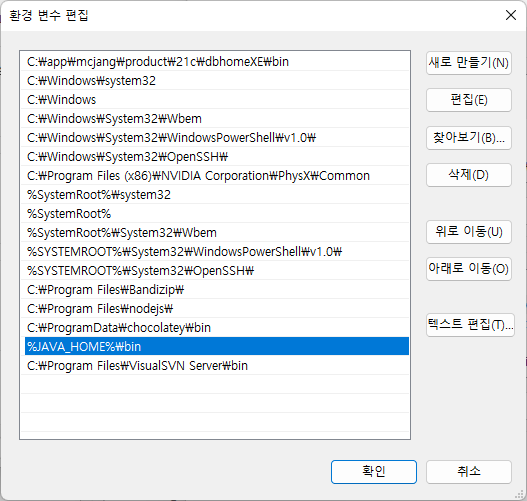 환경 변수 편집
C:₩app₩mcjang₩product₩21c₩dbhomeXE₩bin
C:₩Windows₩system32
C:₩Windows
C:₩Windows₩System32₩Wbem
C:₩Windows₩System32₩WindowsPowerShell₩v1.0₩
C:₩Windows₩System32₩OpenSSH₩
C:₩Program Files (x86)₩NVIDIA Corporation₩PhysX₩Common
%SystemRoot%₩system32
%SystemRoot%
%SystemRoot%₩System32₩Wbem
%SYSTEMROOT%₩System32₩WindowsPowerShell₩v1.0₩
%SYSTEMROOT%₩System32₩OpenSSH₩
C:₩Program Files₩Bandizip₩
C:₩Program Files₩nodejs₩
C:₩ProgramData₩chocolatey₩bin
%JAVA_HOME%₩bin
C:₩Program Files₩VisualSVN Server₩bin
새로 만들기(N)
편집(E)
찾아보기(B)...
삭제(D)
위로 이동(U)
아래로 이동(O)
텍스트 편집(T)...
확인
취소